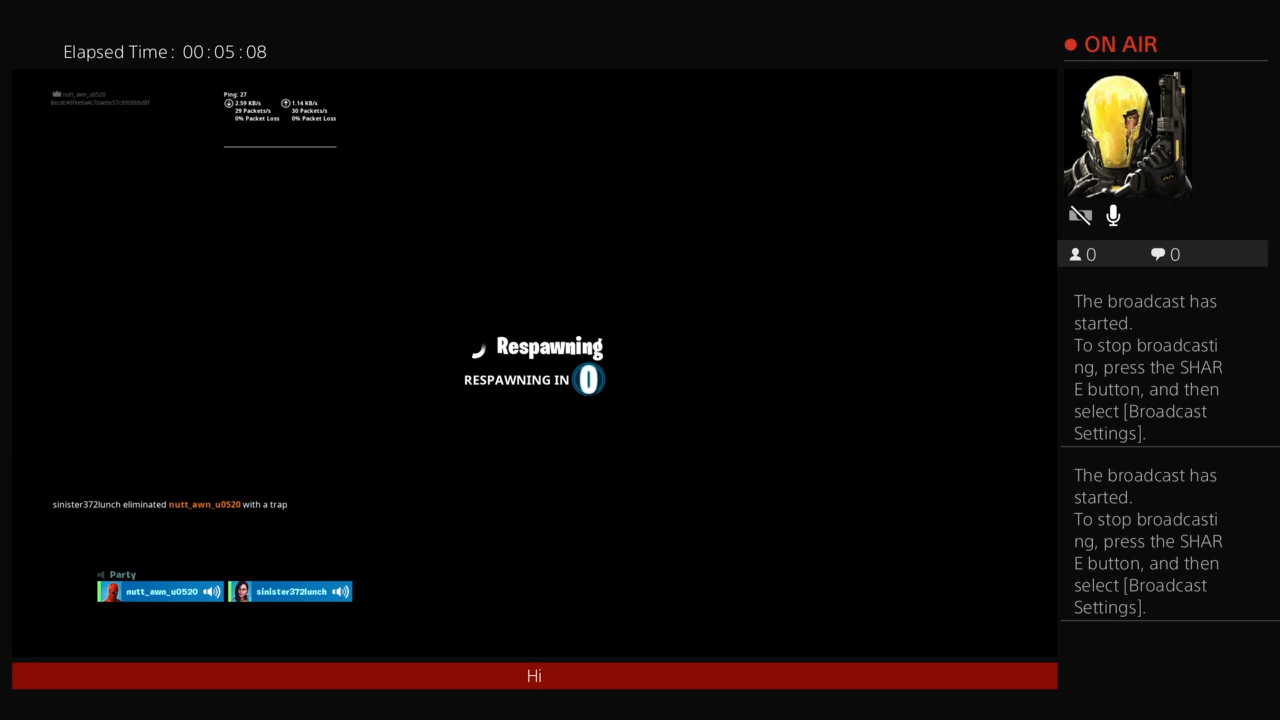 Elapsed Time: 00:05:08
ON AIR
nutt_awn_u0520
Ping: 27
2.59 KB/s 1.14 KB/s
29 Packets/s 30 Packets/s
0% Packet Loss 0% Packet Loss
Respawning
RESPAWNING IN 0
sinister372lunch eliminated nutt_awn_u0520 with a trap
Party
nutt_awn_u0520 sinister372lunch
Hi
0 0
The broadcast has
started.
To stop broadcasti
ng, press the SHAR
E button, and then
select [Broadcast
Settings].
The broadcast has
started.
To stop broadcasti
ng, press the SHAR
E button, and then
select [Broadcast
Settings].